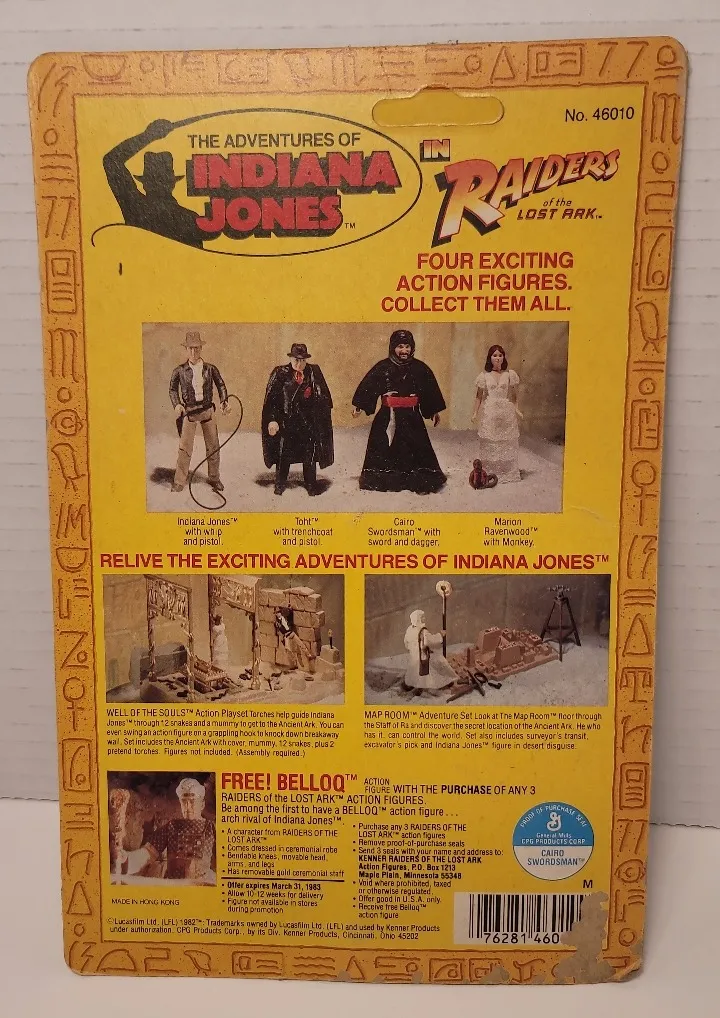 No. 46010
THE ADVENTURES OF
INDIANA
JONES™
IN
RAIDERS
of the
LOST ARK™
FOUR EXCITING
ACTION FIGURES.
COLLECT THEM ALL.
Indiana Jones™
with whip
and pistol.
Toht™
with trenchcoat
and pistol.
Cairo
Swordsman™ with
sword and dagger.
Marion
Ravenwood™
with Monkey.
RELIVE THE EXCITING ADVENTURES OF INDIANA JONES™
WELL OF THE SOULS™ Action Playset Torches help guide Indiana
Jones™ through 12 snakes and a mummy to get to the Ancient Ark. You can
even swing an action figure on a grappling hook to knock down breakaway
wall. Set includes the Ancient Ark with cover, mummy, 12 snakes, plus 2
pretend torches. Figures not included. (Assembly required.)
MAP ROOM™ Adventure Set Look at The Map Room™ floor through
the Staff of Ra and discover the secret location of the Ancient Ark. He who
has it, can control the world. Set also includes surveyor's transit,
excavator's pick and Indiana Jones™ figure in desert disguise.
FREE! BELLOQ™ ACTION FIGURE WITH THE PURCHASE OF ANY 3
RAIDERS of the LOST ARK™ ACTION FIGURES.
Be among the first to have a BELLOQ™ action figure...
arch rival of Indiana Jones™.
• A character from RAIDERS OF THE
LOST ARK™
• Comes dressed in ceremonial robe
• Bendable knees, movable head,
arms, and legs
• Has removable gold ceremonial staff
• Offer expires March 31, 1983
• Allow 10-12 weeks for delivery
• Figure not available in stores
during promotion
• Purchase any 3 RAIDERS OF THE
LOST ARK™ action figures
• Remove proof-of-purchase seals
• Send 3 seals with your name and address to:
KENNER RAIDERS OF THE LOST ARK
Action Figures, P.O. Box 1213
Maple Plain, Minnesota 55348
• Void where prohibited, taxed
or otherwise regulated.
• Offer good in U.S.A. only.
• Receive free Belloq™
action figure
PROOF OF PURCHASE SEAL
G
General Mills
CPG PRODUCTS CORP.
CAIRO
SWORDSMAN™
M
76281 460
MADE IN HONG KONG
© Lucasfilm Ltd. (LFL) 1982 ™: Trademarks owned by Lucasfilm Ltd. (LFL) and used by Kenner Products
under authorization. CPG Products Corp., by its Div. Kenner Products, Cincinnati, Ohio 45202